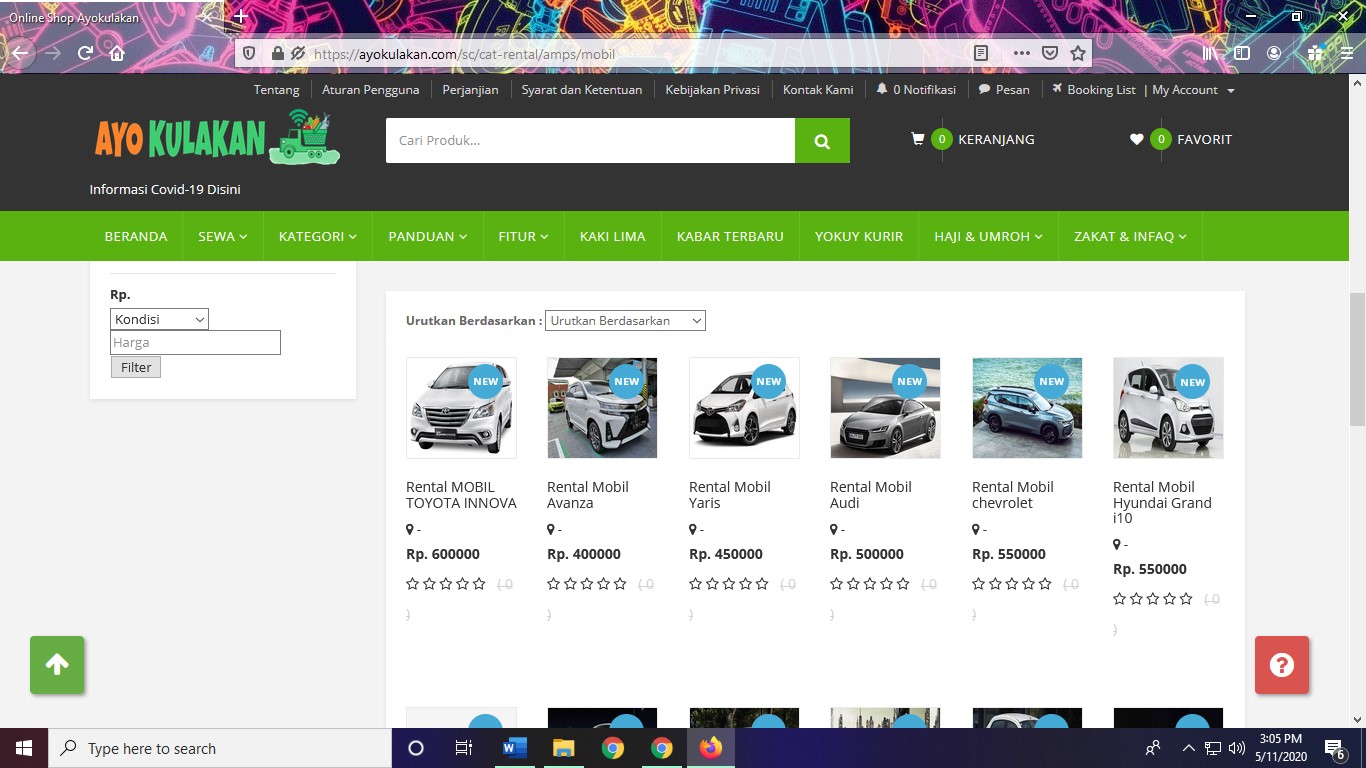 Online Shop Ayokulakan
https://ayokulakan.com/sc/cat-rental/amps/mobil
Tentang Aturan Pengguna Perjanjian Syarat dan Ketentuan Kebijakan Privasi Kontak Kami 0 Notifikasi Pesan Booking List | My Account
AYO KULAKAN
Cari Produk...
0 KERANJANG
0 FAVORIT
Informasi Covid-19 Disini
BERANDA SEWA KATEGORI PANDUAN FITUR KAKI LIMA KABAR TERBARU YOKUY KURIR HAJI & UMROH ZAKAT & INFAQ
Rp.
Kondisi
Harga
Filter
Urutkan Berdasarkan : Urutkan Berdasarkan
NEW
Rental MOBIL
TOYOTA INNOVA
-
Rp. 600000
( 0
)
NEW
Rental Mobil
Avanza
-
Rp. 400000
( 0
)
NEW
Rental Mobil
Yaris
-
Rp. 450000
( 0
)
NEW
Rental Mobil
Audi
-
Rp. 500000
( 0
)
NEW
Rental Mobil
chevrolet
-
Rp. 550000
( 0
)
NEW
Rental Mobil
Hyundai Grand
i10
-
Rp. 550000
( 0
)
Type here to search
3:05 PM
5/11/2020
6